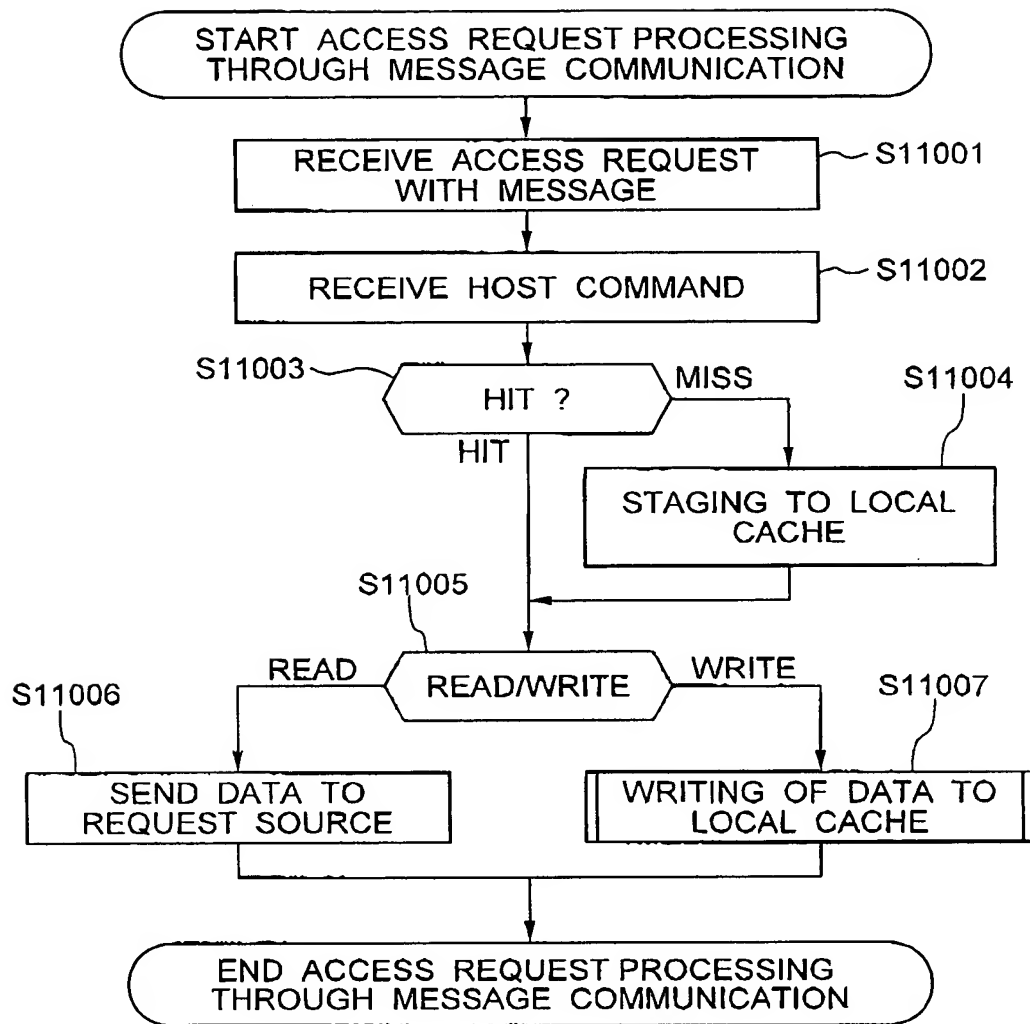 START ACCESS REQUEST PROCESSING
THROUGH MESSAGE COMMUNICATION
RECEIVE ACCESS REQUEST
WITH MESSAGE
S11001
RECEIVE HOST COMMAND
S11002
S11003
HIT ?
MISS
S11004
HIT
STAGING TO LOCAL
CACHE
S11005
READ
READ/WRITE
WRITE
S11006
S11007
SEND DATA TO
REQUEST SOURCE
WRITING OF DATA TO
LOCAL CACHE
END ACCESS REQUEST PROCESSING
THROUGH MESSAGE COMMUNICATION